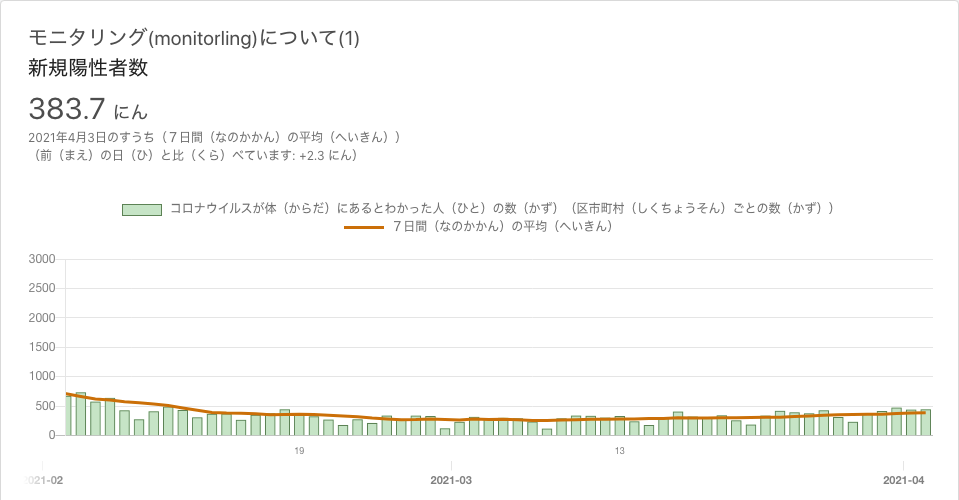 モニタリング(monitorling)について(1)
新規陽性者数
383.7 にん
2021年4月3日のすうち（７日間（なのかかん）の平均（へいきん））
（前（まえ）の日（ひ）と比（くら）べています: +2.3 にん）
コロナウイルスが体（からだ）にあるとわかった人（ひと）の数（かず）（区市町村（しくちょうそん）ごとの数（かず））
７日間（なのかかん）の平均（へいきん）
3000
2500
2000
1500
1000
500
0
19 13
2021-02 2021-03 2021-04